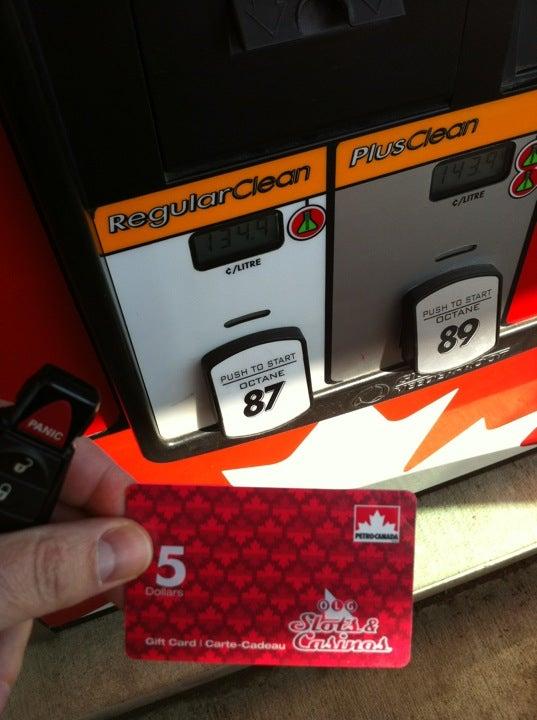 RegularClean
PlusClean
134.4
143.9
¢/LITRE
¢/LITRE
PUSH TO START
OCTANE
87
PUSH TO START
OCTANE
89
PANIC
PETRO-CANADA
5
Dollars
OLG
Slots &
Casinos
Gift Card | Carte-Cadeau